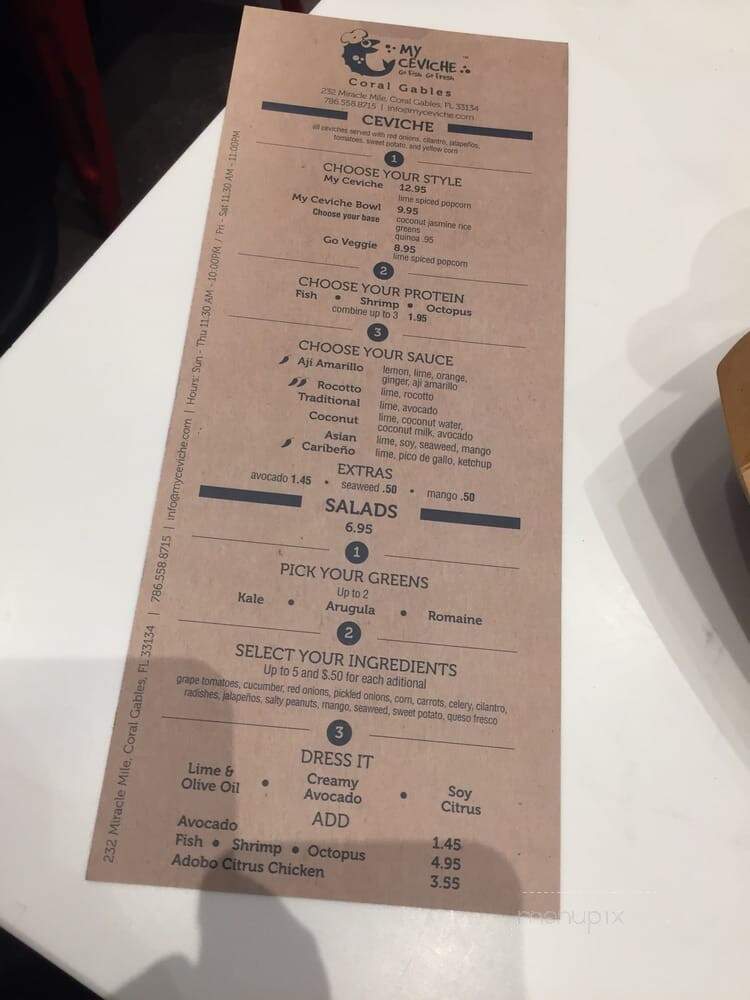 MY
CEVICHE
™
Go Fish Go Fresh
Coral Gables
232 Miracle Mile, Coral Gables, FL 33134
786.558.8715 | info@myceviche.com
CEVICHE
all ceviches served with red onions, cilantro, jalapeños,
tomatoes, sweet potato, and yellow corn
1
CHOOSE YOUR STYLE
My Ceviche 12.95
lime spiced popcorn
My Ceviche Bowl 9.95
Choose your base coconut jasmine rice
greens
quinoa .95
Go Veggie 8.95
lime spiced popcorn
2
CHOOSE YOUR PROTEIN
Fish • Shrimp • Octopus
combine up to 3 1.95
3
CHOOSE YOUR SAUCE
Aji Amarillo lemon, lime, orange,
ginger, aji amarillo
Rocotto lime, rocotto
Traditional lime, avocado
Coconut lime, coconut water,
coconut milk, avocado
Asian lime, soy, seaweed, mango
Caribeño lime, pico de gallo, ketchup
EXTRAS
avocado 1.45 • seaweed .50 • mango .50
SALADS
6.95
1
PICK YOUR GREENS
Up to 2
Kale • Arugula • Romaine
2
SELECT YOUR INGREDIENTS
Up to 5 and $.50 for each aditional
grape tomatoes, cucumber, red onions, pickled onions, corn, carrots, celery, cilantro,
radishes, jalapeños, salty peanuts, mango, seaweed, sweet potato, queso fresco
3
DRESS IT
Lime &
Olive Oil • Creamy
Avocado • Soy
Citrus
ADD
Avocado 1.45
Fish • Shrimp • Octopus 4.95
Adobo Citrus Chicken 3.55
232 Miracle Mile, Coral Gables, FL 33134 | 786.558.8715 | info@myceviche.com | Hours: Sun - Thu 11:30 AM - 10:00PM / Fri - Sat 11:30 AM - 11:00PM
menupix